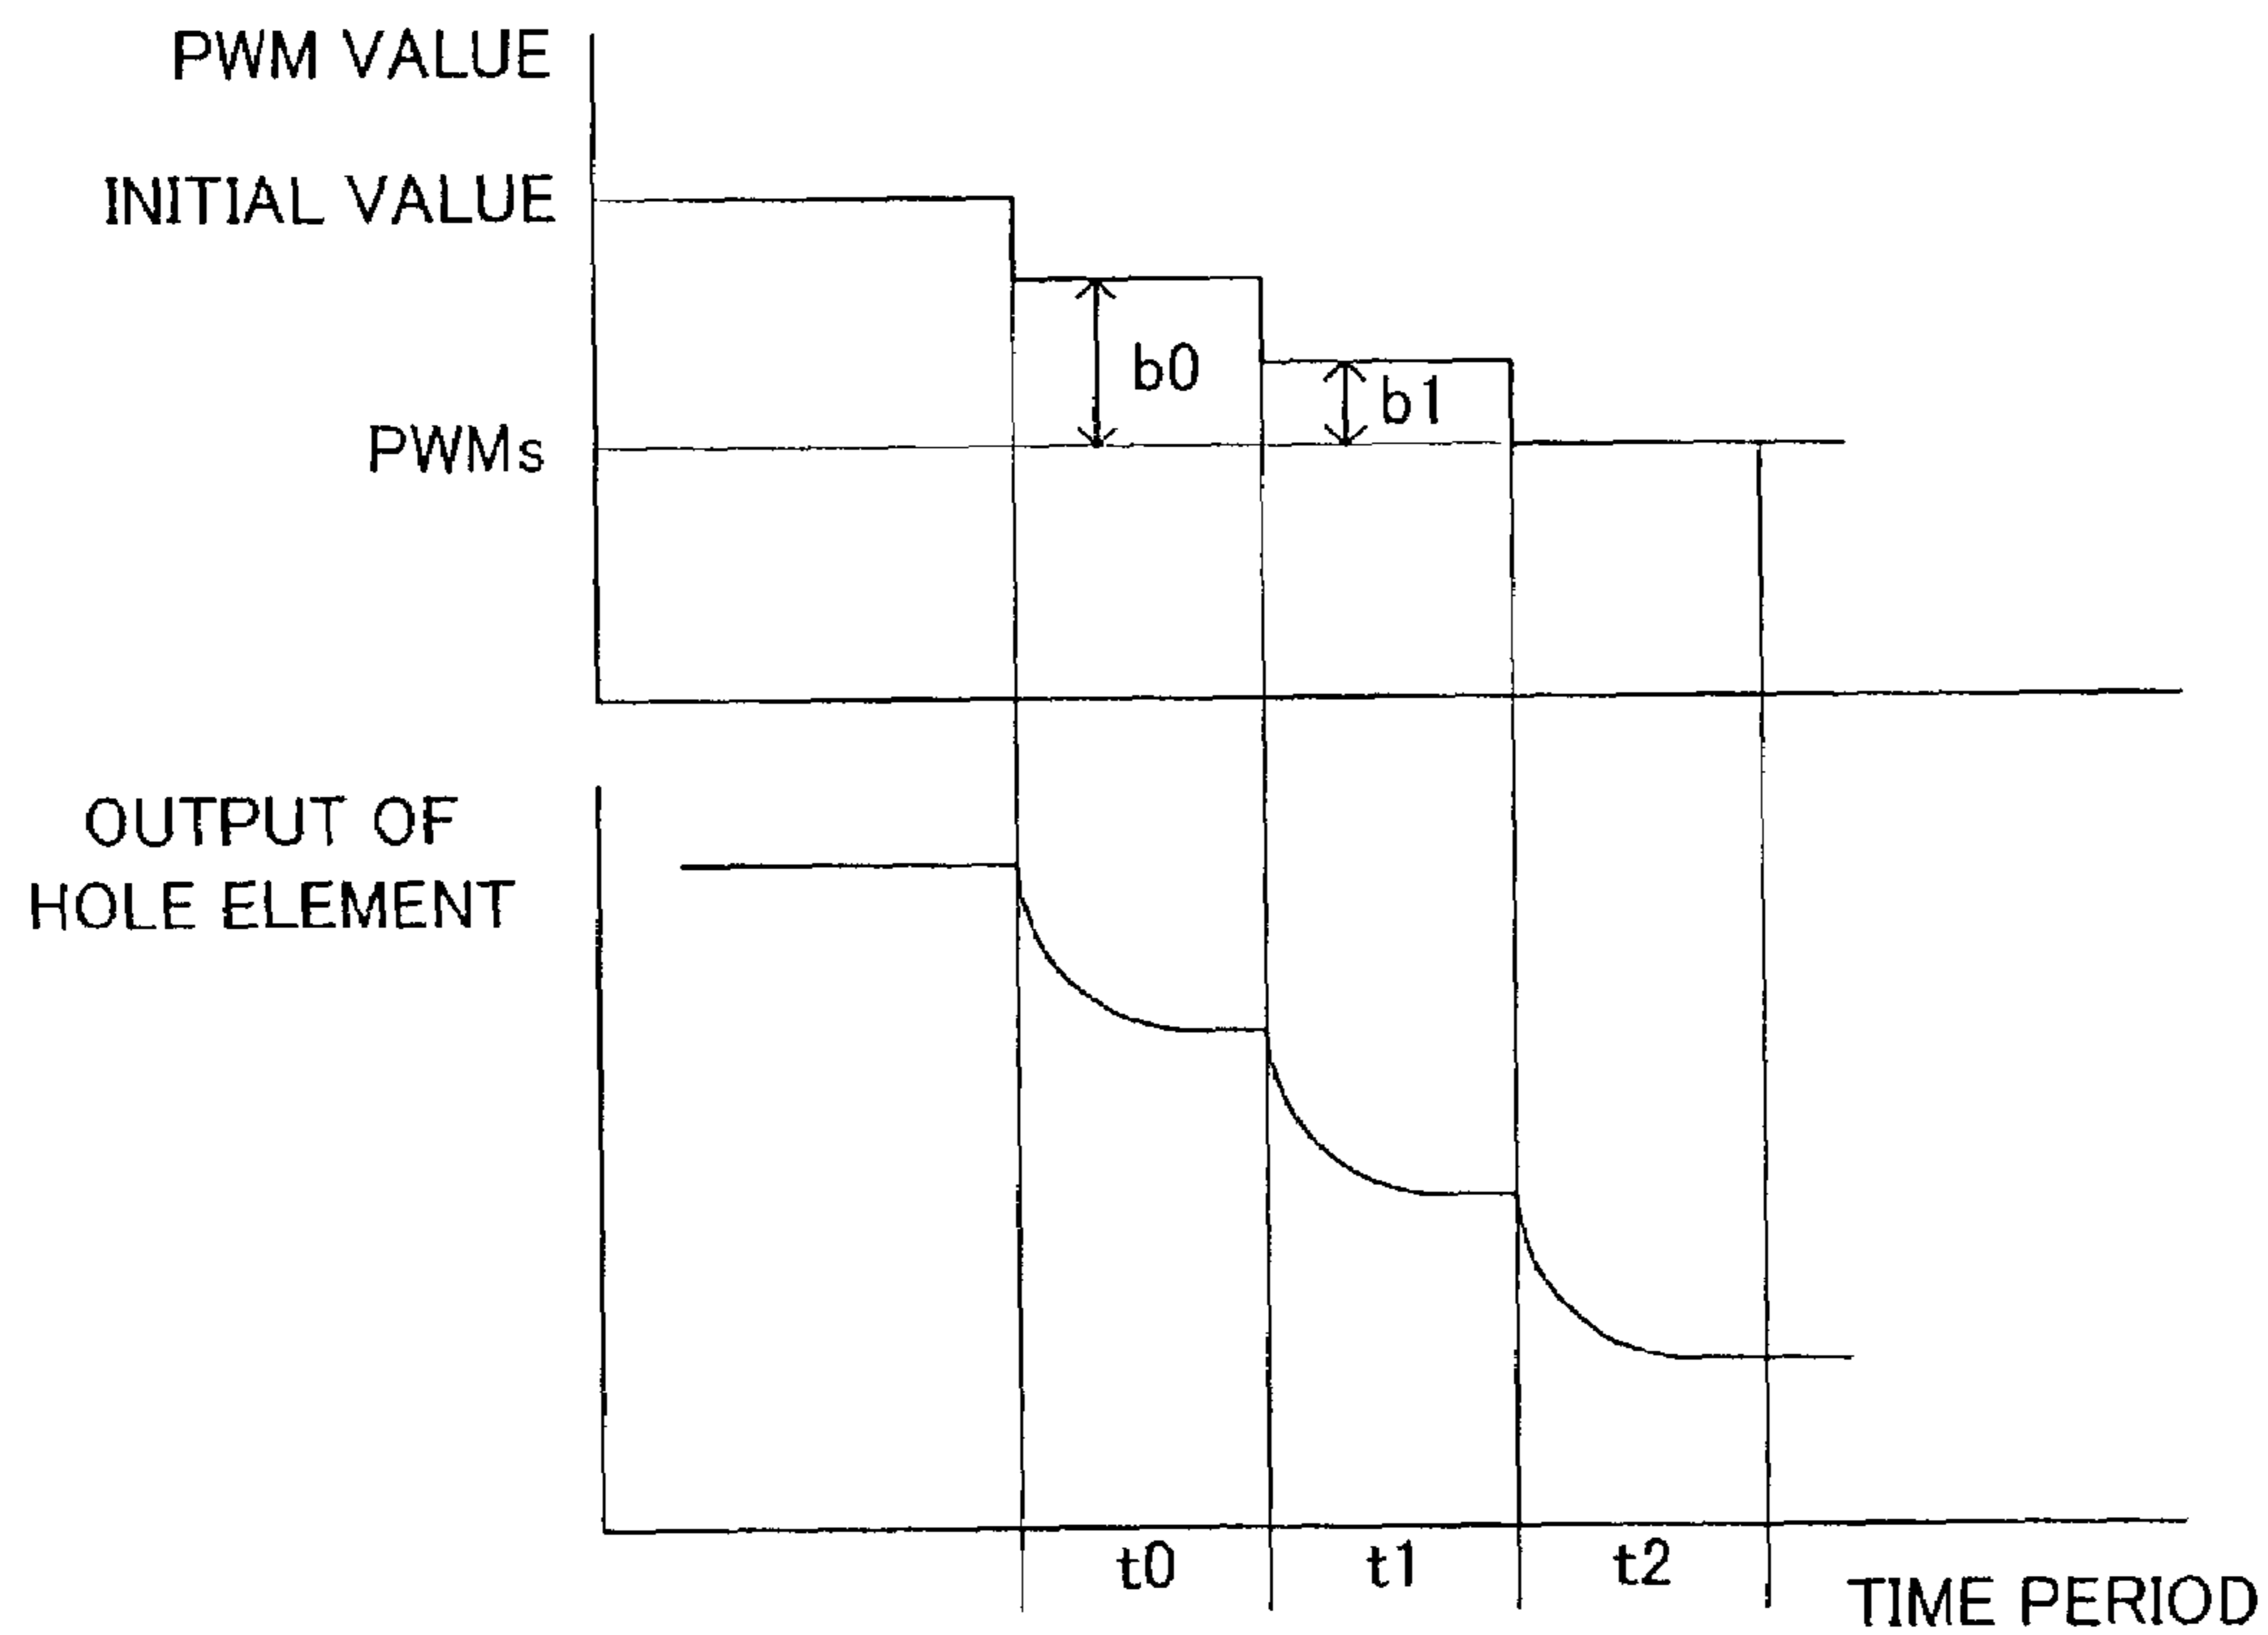 PWM VALUE
INITIAL VALUE
b0
b1
PWMs
OUTPUT OF
HOLE ELEMENT
t0
t1
t2
TIME PERIOD